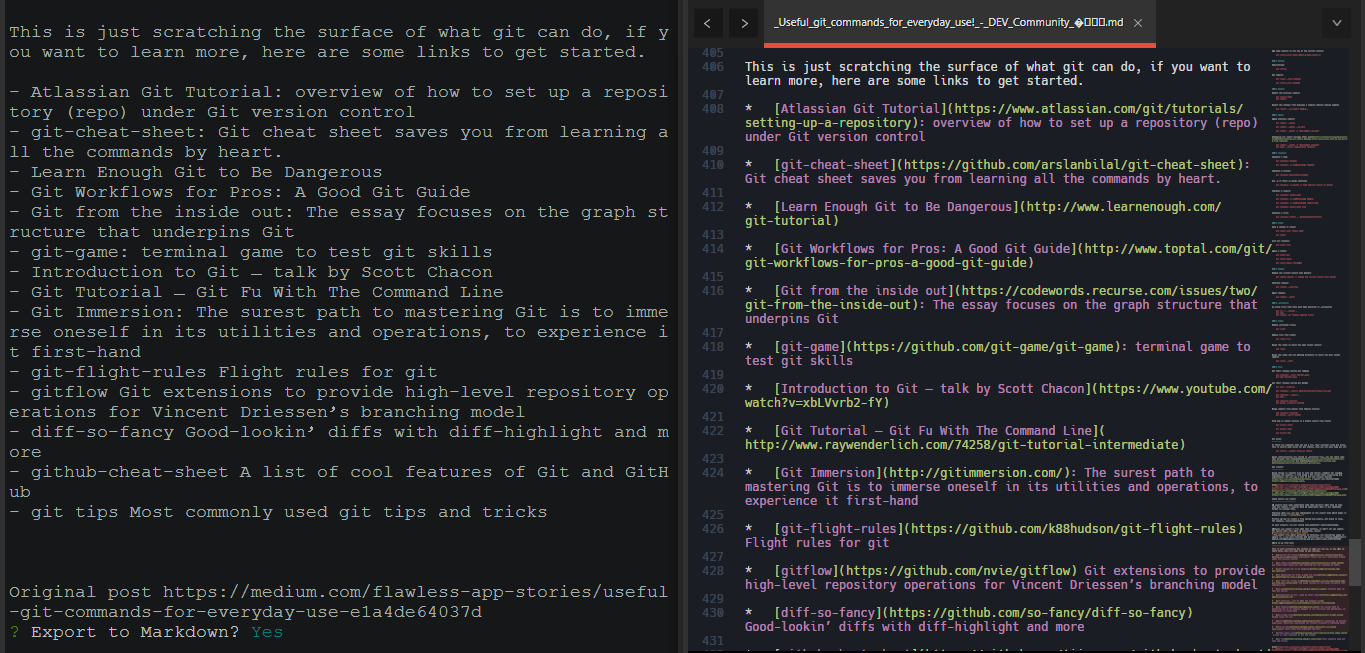 This is just scratching the surface of what git can do, if y
ou want to learn more, here are some links to get started.
- Atlassian Git Tutorial: overview of how to set up a reposi
tory (repo) under Git version control
- git-cheat-sheet: Git cheat sheet saves you from learning a
ll the commands by heart.
- Learn Enough Git to Be Dangerous
- Git Workflows for Pros: A Good Git Guide
- Git from the inside out: The essay focuses on the graph st
ructure that underpins Git
- git-game: terminal game to test git skills
- Introduction to Git — talk by Scott Chacon
- Git Tutorial — Git Fu With The Command Line
- Git Immersion: The surest path to mastering Git is to imme
rse oneself in its utilities and operations, to experience i
t first-hand
- git-flight-rules Flight rules for git
- gitflow Git extensions to provide high-level repository op
erations for Vincent Driessen’s branching model
- diff-so-fancy Good-lookin’ diffs with diff-highlight and m
ore
- github-cheat-sheet A list of cool features of Git and GitH
ub
- git tips Most commonly used git tips and tricks
Original post https://medium.com/flawless-app-stories/useful
-git-commands-for-everyday-use-e1a4de64037d
? Export to Markdown? Yes
_Useful_git_commands_for_everyday_use!_-_DEV_Community_�▯▯▯.md ×
405
406 This is just scratching the surface of what git can do, if you want to
learn more, here are some links to get started.
407
408 * [Atlassian Git Tutorial](https://www.atlassian.com/git/tutorials/
setting-up-a-repository): overview of how to set up a repository (repo)
under Git version control
409
410 * [git-cheat-sheet](https://github.com/arslanbilal/git-cheat-sheet):
Git cheat sheet saves you from learning all the commands by heart.
411
412 * [Learn Enough Git to Be Dangerous](http://www.learnenough.com/
git-tutorial)
413
414 * [Git Workflows for Pros: A Good Git Guide](http://www.toptal.com/git/
git-workflows-for-pros-a-good-git-guide)
415
416 * [Git from the inside out](https://codewords.recurse.com/issues/two/
git-from-the-inside-out): The essay focuses on the graph structure that
underpins Git
417
418 * [git-game](https://github.com/git-game/git-game): terminal game to
test git skills
419
420 * [Introduction to Git — talk by Scott Chacon](https://www.youtube.com/
watch?v=xbLVvrb2-fY)
421
422 * [Git Tutorial — Git Fu With The Command Line](
http://www.raywenderlich.com/74258/git-tutorial-intermediate)
423
424 * [Git Immersion](http://gitimmersion.com/): The surest path to
mastering Git is to immerse oneself in its utilities and operations, to
experience it first-hand
425
426 * [git-flight-rules](https://github.com/k88hudson/git-flight-rules)
Flight rules for git
427
428 * [gitflow](https://github.com/nvie/gitflow) Git extensions to provide
high-level repository operations for Vincent Driessen’s branching model
429
430 * [diff-so-fancy](https://github.com/so-fancy/diff-so-fancy)
Good-lookin’ diffs with diff-highlight and more
431